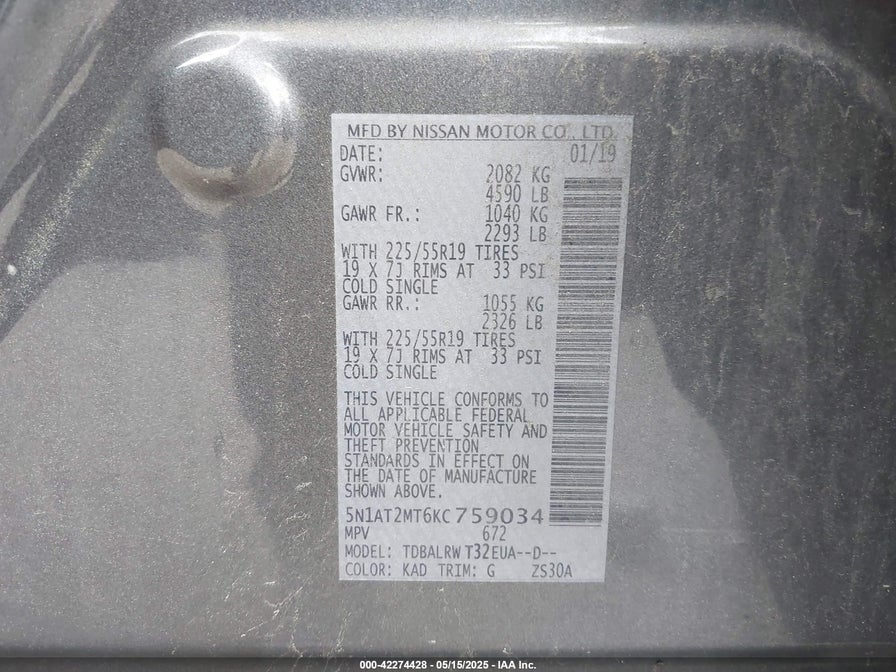 MFD BY NISSAN MOTOR CO., LTD.
DATE: 01/19
GVWR: 2082 KG
4590 LB
GAWR FR.: 1040 KG
2293 LB
WITH 225/55R19 TIRES
19 X 7J RIMS AT 33 PSI
COLD SINGLE
GAWR RR.: 1055 KG
2326 LB
WITH 225/55R19 TIRES
19 X 7J RIMS AT 33 PSI
COLD SINGLE
THIS VEHICLE CONFORMS TO
ALL APPLICABLE FEDERAL
MOTOR VEHICLE SAFETY AND
THEFT PREVENTION
STANDARDS IN EFFECT ON
THE DATE OF MANUFACTURE
SHOWN ABOVE.
5N1AT2MT6KC759034
MPV 672
MODEL: TDBALRW T32EUA--D--
COLOR: KAD TRIM: G ZS30A
000-42274428 - 05/15/2025 - IAA Inc.